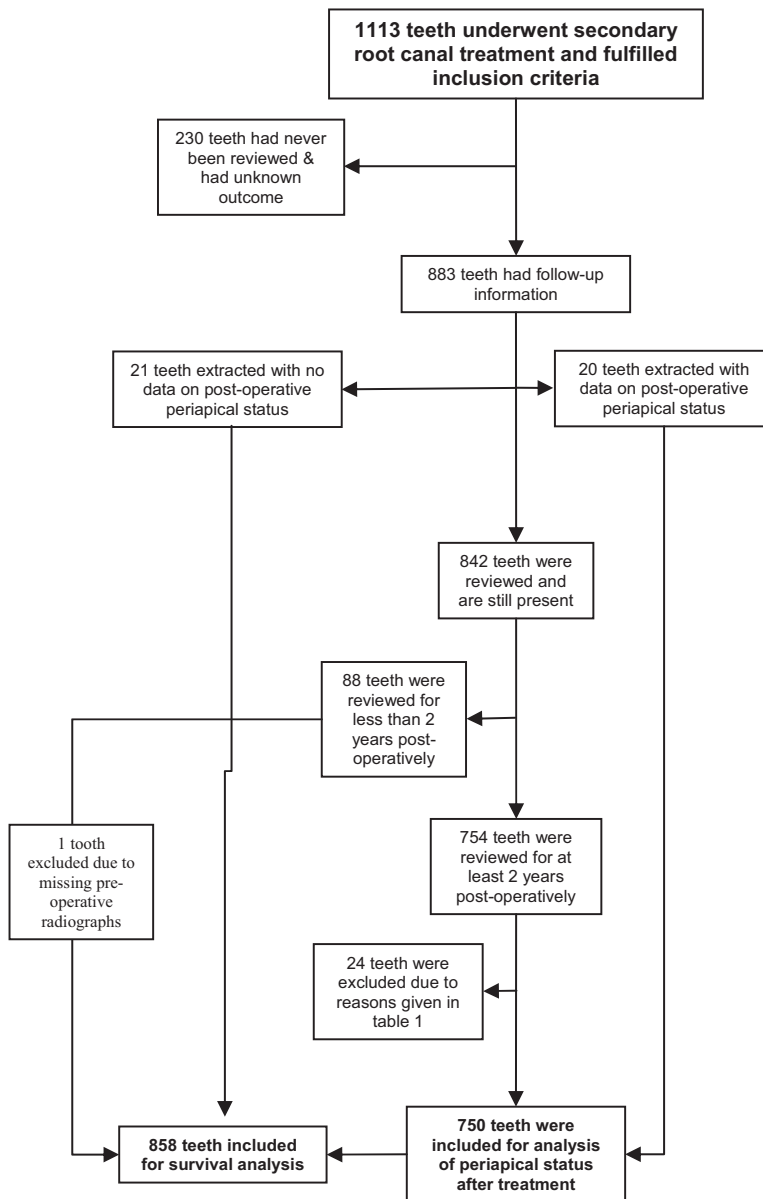 1113 teeth underwent secondary
root canal treatment and fulfilled
inclusion criteria
230 teeth had never
been reviewed &
had unknown
outcome
883 teeth had follow-up
information
21 teeth extracted with no
data on post-operative
periapical status
20 teeth extracted with
data on post-operative
periapical status
842 teeth were
reviewed and
are still present
88 teeth were
reviewed for
less than 2
years post-
operatively
754 teeth were
reviewed for at
least 2 years
post-operatively
1 tooth
excluded due to
missing pre-
operative
radiographs
24 teeth were
excluded due to
reasons given in
table 1
858 teeth included
for survival analysis
750 teeth were
included for analysis
of periapical status
after treatment